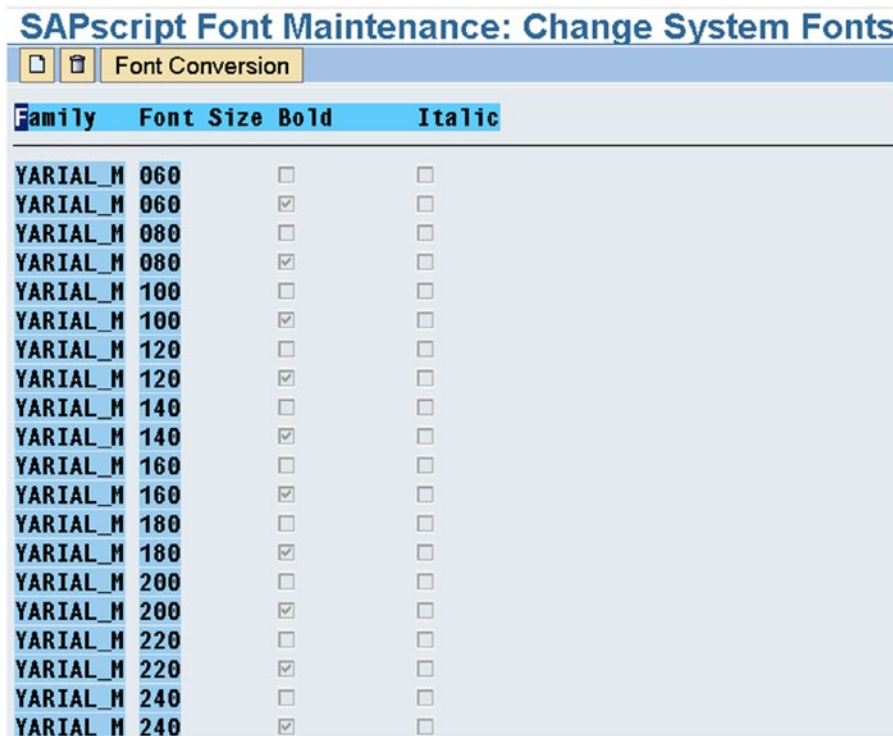 SAPscript Font Maintenance: Change System Fonts
Font Conversion
Family Font Size Bold Italic
YARIAL_M 060
YARIAL_M 060
YARIAL_M 080
YARIAL_M 080
YARIAL_M 100
YARIAL_M 100
YARIAL_M 120
YARIAL_M 120
YARIAL_M 140
YARIAL_M 140
YARIAL_M 160
YARIAL_M 160
YARIAL_M 180
YARIAL_M 180
YARIAL_M 200
YARIAL_M 200
YARIAL_M 220
YARIAL_M 220
YARIAL_M 240
YARIAL_M 240